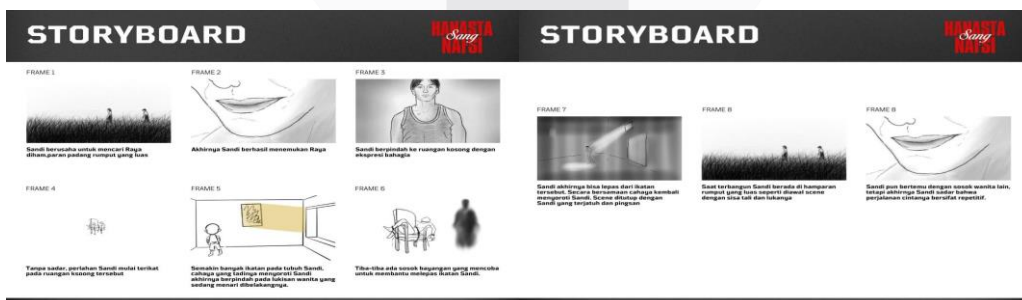 STORYBOARD
HANASTA
Sang
NAFSI
FRAME 1
FRAME 2
FRAME 3
Sandi berusaha untuk mencari Raya
diham,paran padang rumput yang luas
Akhirnya Sandi berhasil menemukan Raya
Sandi berpindah ke ruangan kosong dengan
ekspresi bahagia
FRAME 4
FRAME 5
FRAME 6
Tanpa sadar, perlahan Sandi mulai terikat
pada ruangan ksoong tersebut
Semakin banyak ikatan pada tubuh Sandi,
cahaya yang tadinya menyoroti Sandi
akhirnya berpindah pada lukisan wanita yang
sedang menari dibelakangnya.
Tiba-tiba ada sosok bayangan yang mencoba
untuk membantu melepas ikatan Sandi.
STORYBOARD
HANASTA
Sang
NAFSI
FRAME 7
FRAME 8
FRAME 8
Sandi akhirnya bisa lepas dari ikatan
tersebut. Secara bersamaan cahaya kembali
menyoroti Sandi. Scene ditutup dengan
Sandi yang terjatuh dan pingsan
Saat terbangun Sandi berada di hamparan
rumput yang luas seperti diawal scene
dengan sisa tali dan lukanya
Sandi pun bertemu dengan sosok wanita lain,
tetapi akhirnya Sandi sadar bahwa
perjalanan cintanya bersifat repetitif.